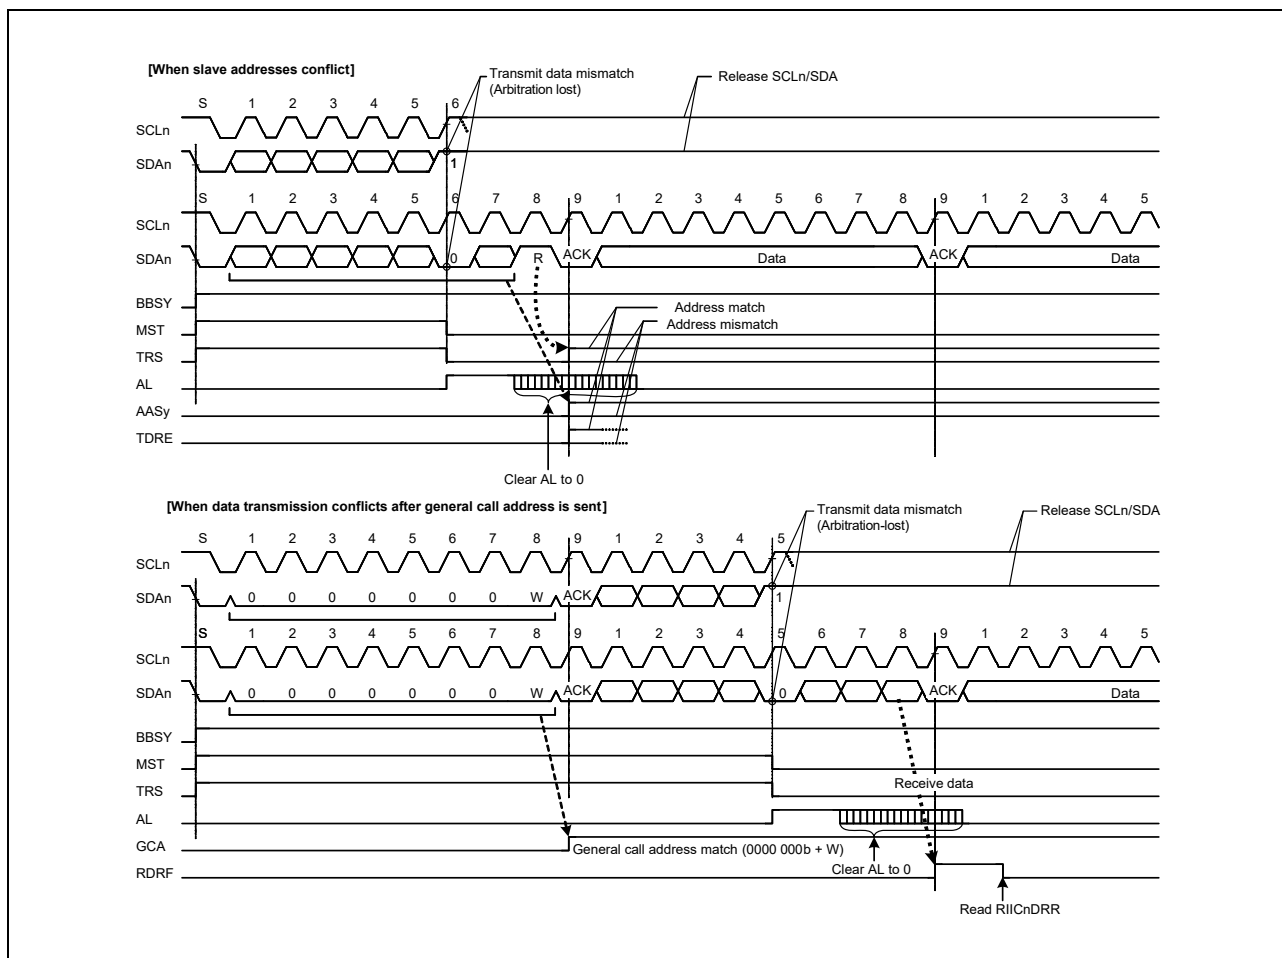 [When slave addresses conflict]
Transmit data mismatch
(Arbitration lost)
Release SCLn/SDA
S 1 2 3 4 5 6
SCLn
SDAn 1
S 1 2 3 4 5 6 7 8 9 1 2 3 4 5 6 7 8 9 1 2 3 4 5
SCLn
SDAn 0 R ACK Data ACK Data
BBSY
Address match
MST
Address mismatch
TRS
AL
AASy
TDRE
Clear AL to 0
[When data transmission conflicts after general call address is sent]
Transmit data mismatch
(Arbitration-lost)
Release SCLn/SDA
S 1 2 3 4 5 6 7 8 9 1 2 3 4 5
SCLn
SDAn 0 0 0 0 0 0 0 W ACK 1
S 1 2 3 4 5 6 7 8 9 1 2 3 4 5 6 7 8 9 1 2 3 4 5
SCLn
SDAn 0 0 0 0 0 0 0 W ACK 0 ACK Data
BBSY
MST
Receive data
TRS
AL
GCA
General call address match (0000 000b + W)
Clear AL to 0
RDRF
Read RIICnDRR